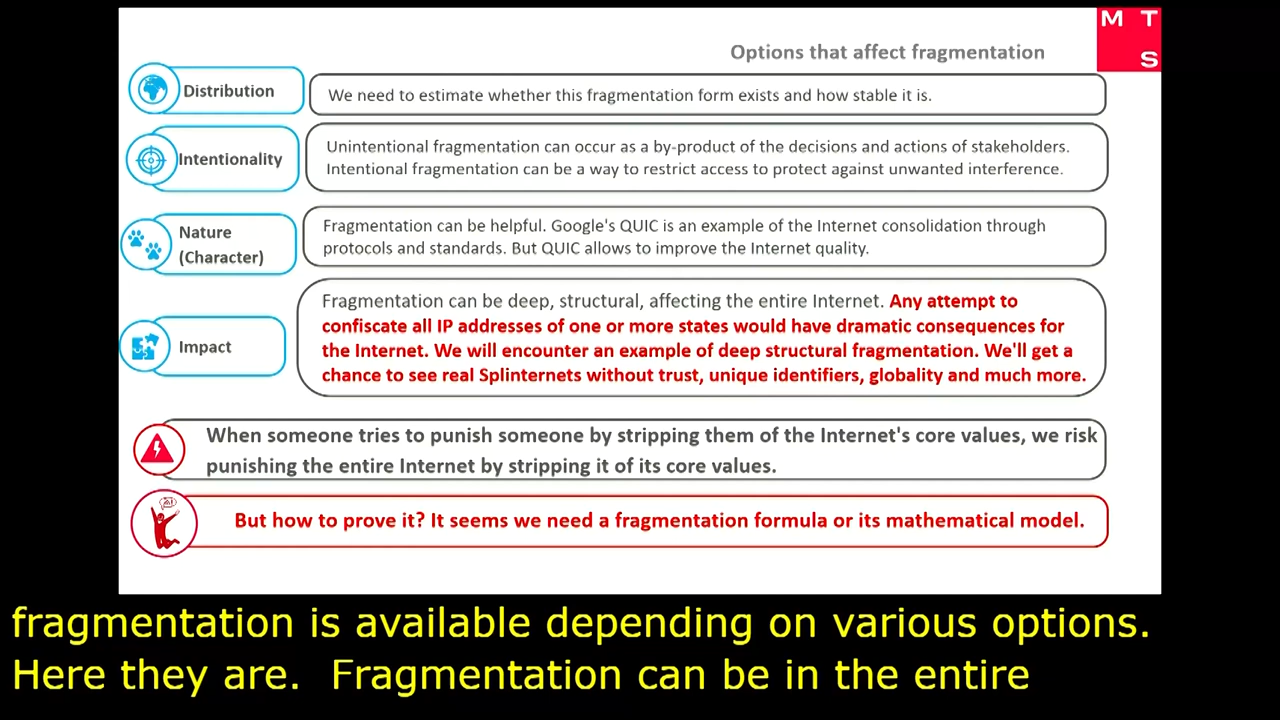 M T
S
Options that affect fragmentation
Distribution
We need to estimate whether this fragmentation form exists and how stable it is.
Intentionality
Unintentional fragmentation can occur as a by-product of the decisions and actions of stakeholders.
Intentional fragmentation can be a way to restrict access to protect against unwanted interference.
Nature
(Character)
Fragmentation can be helpful. Google's QUIC is an example of the Internet consolidation through
protocols and standards. But QUIC allows to improve the Internet quality.
Impact
Fragmentation can be deep, structural, affecting the entire Internet. Any attempt to
confiscate all IP addresses of one or more states would have dramatic consequences for
the Internet. We will encounter an example of deep structural fragmentation. We'll get a
chance to see real Splinternets without trust, unique identifiers, globality and much more.
When someone tries to punish someone by stripping them of the Internet's core values, we risk
punishing the entire Internet by stripping it of its core values.
But how to prove it? It seems we need a fragmentation formula or its mathematical model.
fragmentation is available depending on various options.
Here they are.  Fragmentation can be in the entire